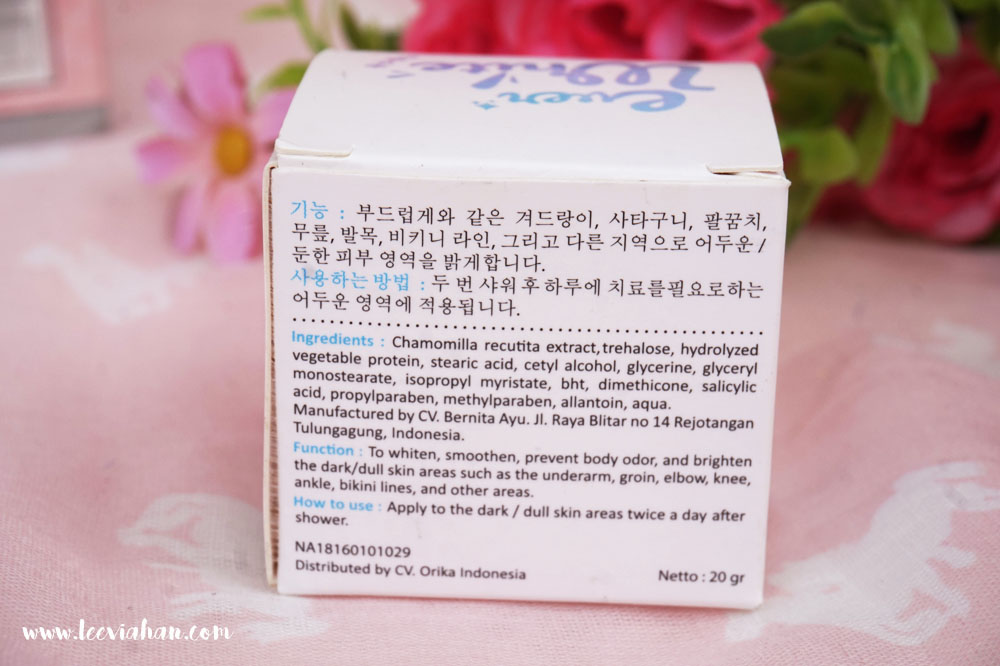 ever
White
기능 : 부드럽게와 같은 겨드랑이, 사타구니, 팔꿈치,
무릎, 발목, 비키니 라인, 그리고 다른 지역으로 어두운 /
둔한 피부 영역을 밝게합니다.
사용하는 방법 : 두 번 샤워 후 하루에 치료를필요로하는
어두운 영역에 적용됩니다.
Ingredients : Chamomilla recutita extract, trehalose, hydrolyzed
vegetable protein, stearic acid, cetyl alcohol, glycerine, glyceryl
monostearate, isopropyl myristate, bht, dimethicone, salicylic
acid, propylparaben, methylparaben, allantoin, aqua.
Manufactured by CV. Bernita Ayu. Jl. Raya Blitar no 14 Rejotangan
Tulungagung, Indonesia.
Function : To whiten, smoothen, prevent body odor, and brighten
the dark/dull skin areas such as the underarm, groin, elbow, knee,
ankle, bikini lines, and other areas.
How to use : Apply to the dark / dull skin areas twice a day after
shower.
NA18160101029
Distributed by CV. Orika Indonesia Netto : 20 gr
www.leeviahan.com